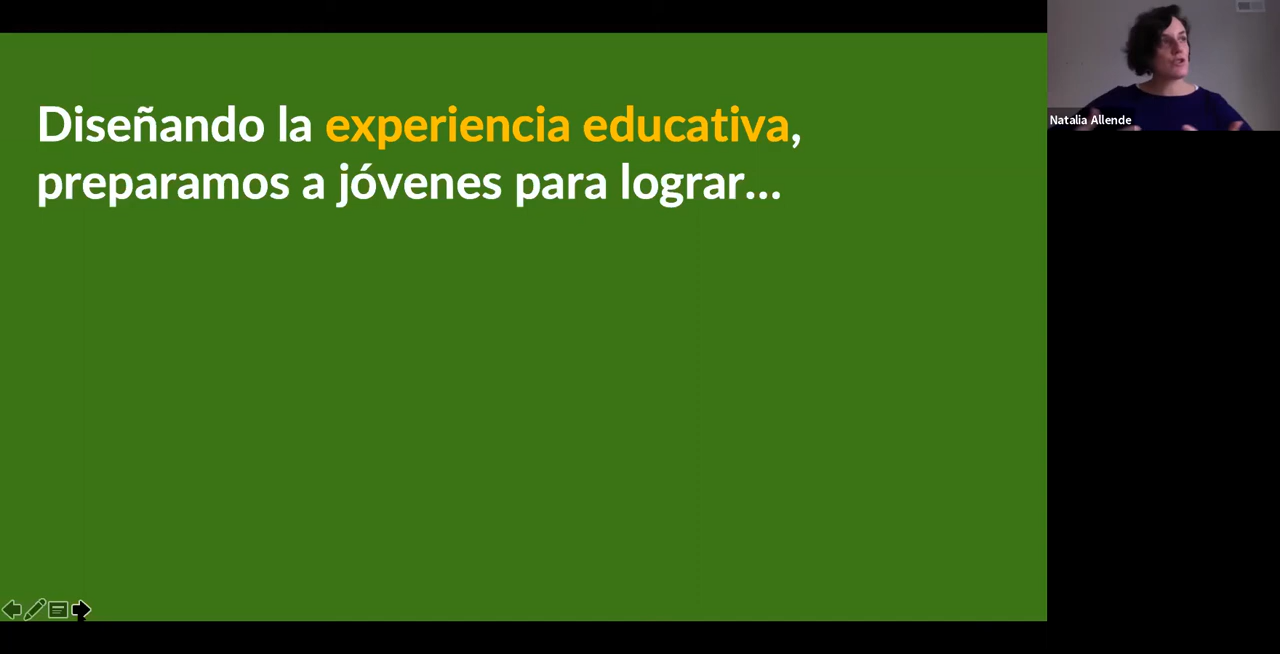 Diseñando la experiencia educativa,
preparamos a jóvenes para lograr...
Natalia Allende